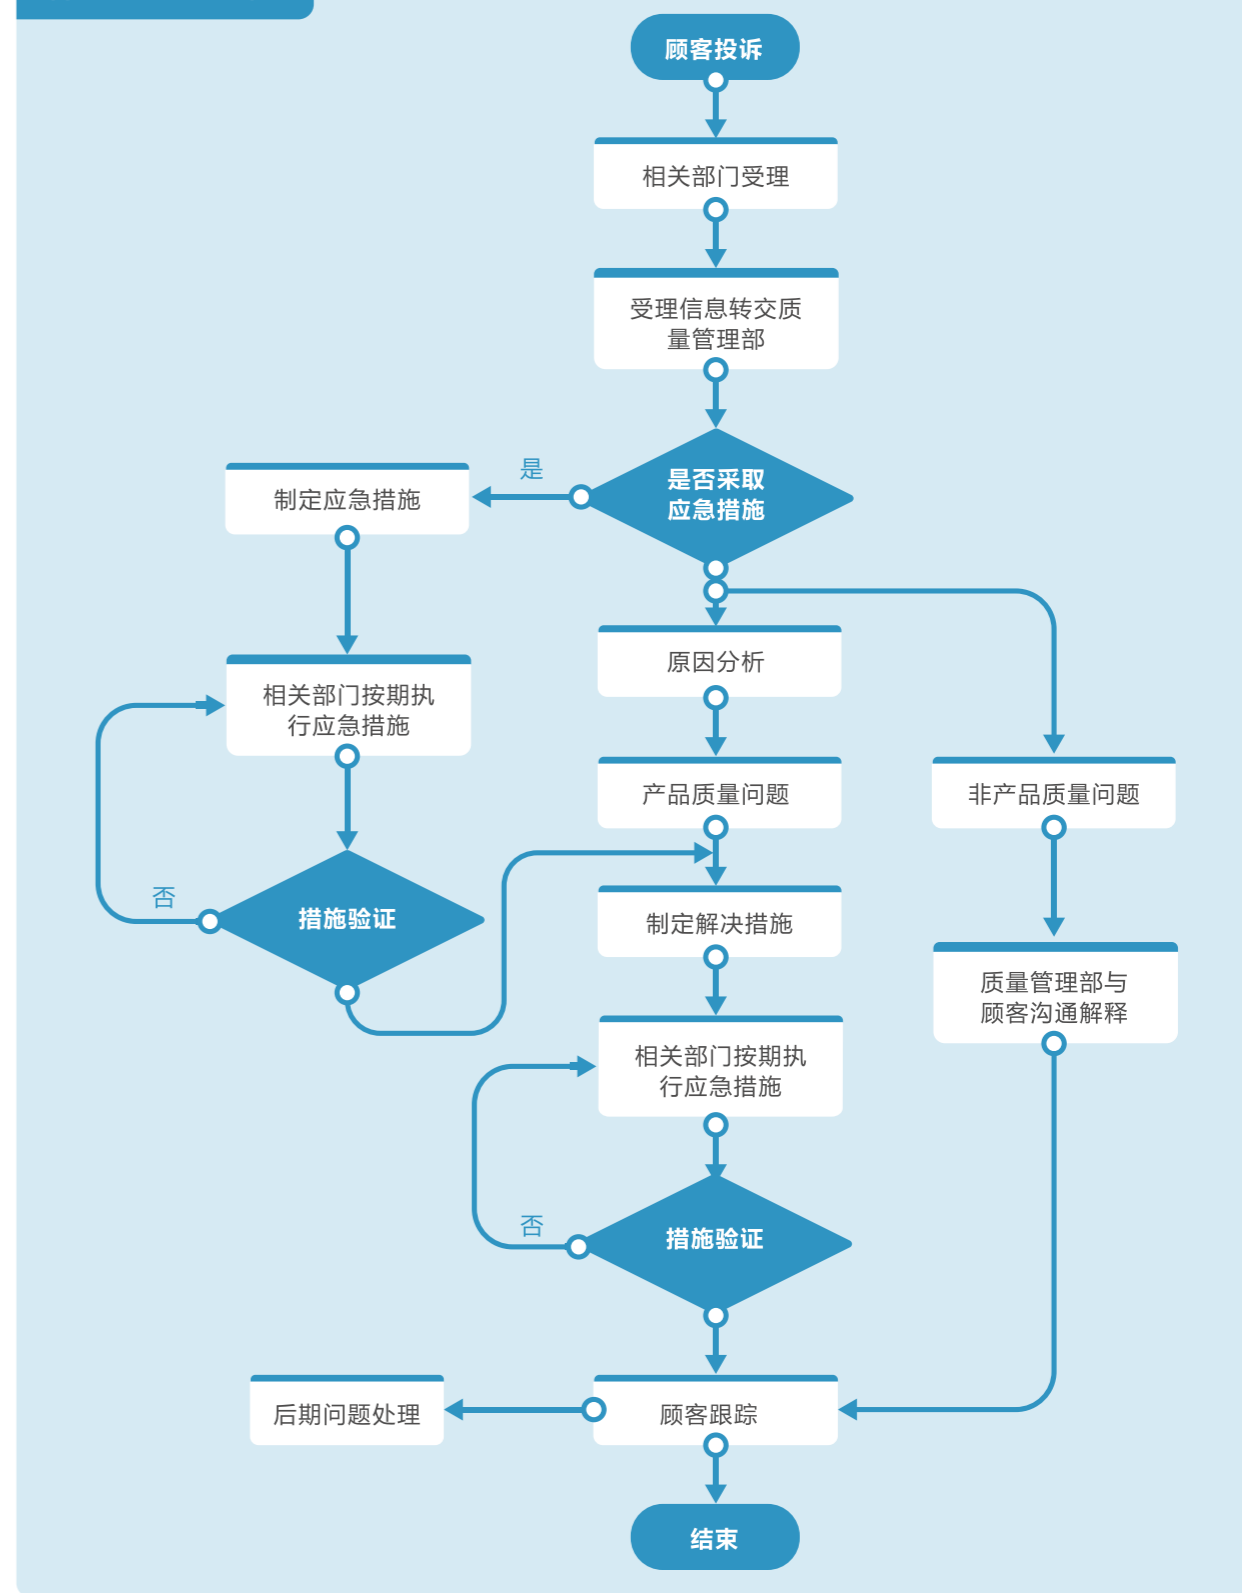 顾客投诉
相关部门受理
受理信息转交质
量管理部
是
是否采取
应急措施
制定应急措施
原因分析
相关部门按期执
行应急措施
产品质量问题
非产品质量问题
否
措施验证
制定解决措施
质量管理部与
顾客沟通解释
相关部门按期执
行应急措施
否
措施验证
后期问题处理
顾客跟踪
结束